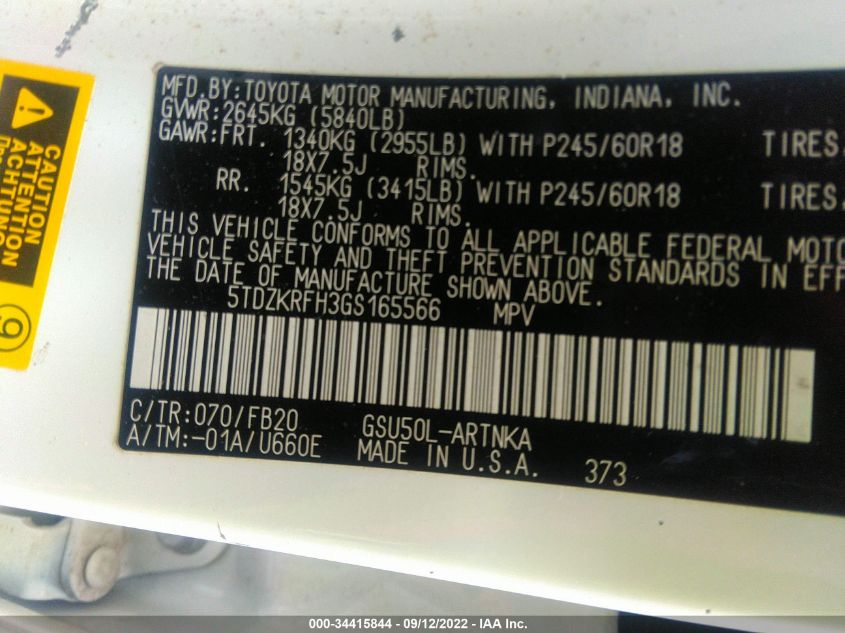 MFD.BY:TOYOTA MOTOR MANUFACTURING, INDIANA, INC.
GVWR:2645KG (5840LB)
GAWR:FRT. 1340KG (2955LB) WITH P245/60R18 TIRES,
18X7.5J RIMS.
RR. 1545KG (3415LB) WITH P245/60R18 TIRES,
18X7.5J RIMS.
THIS VEHICLE CONFORMS TO ALL APPLICABLE FEDERAL MOTO
VEHICLE SAFETY AND THEFT PREVENTION STANDARDS IN EFF
THE DATE OF MANUFACTURE SHOWN ABOVE.
5TDZKRFH3GS165566 MPV
C/TR:070/FB20 GSU50L-ARTNKA
A/TM:-01A/U660E MADE IN U.S.A. 373
CAUTION
ATTENTION
ACHTUNG
9
000-34415844 / 09/12/2022 - IAA Inc.